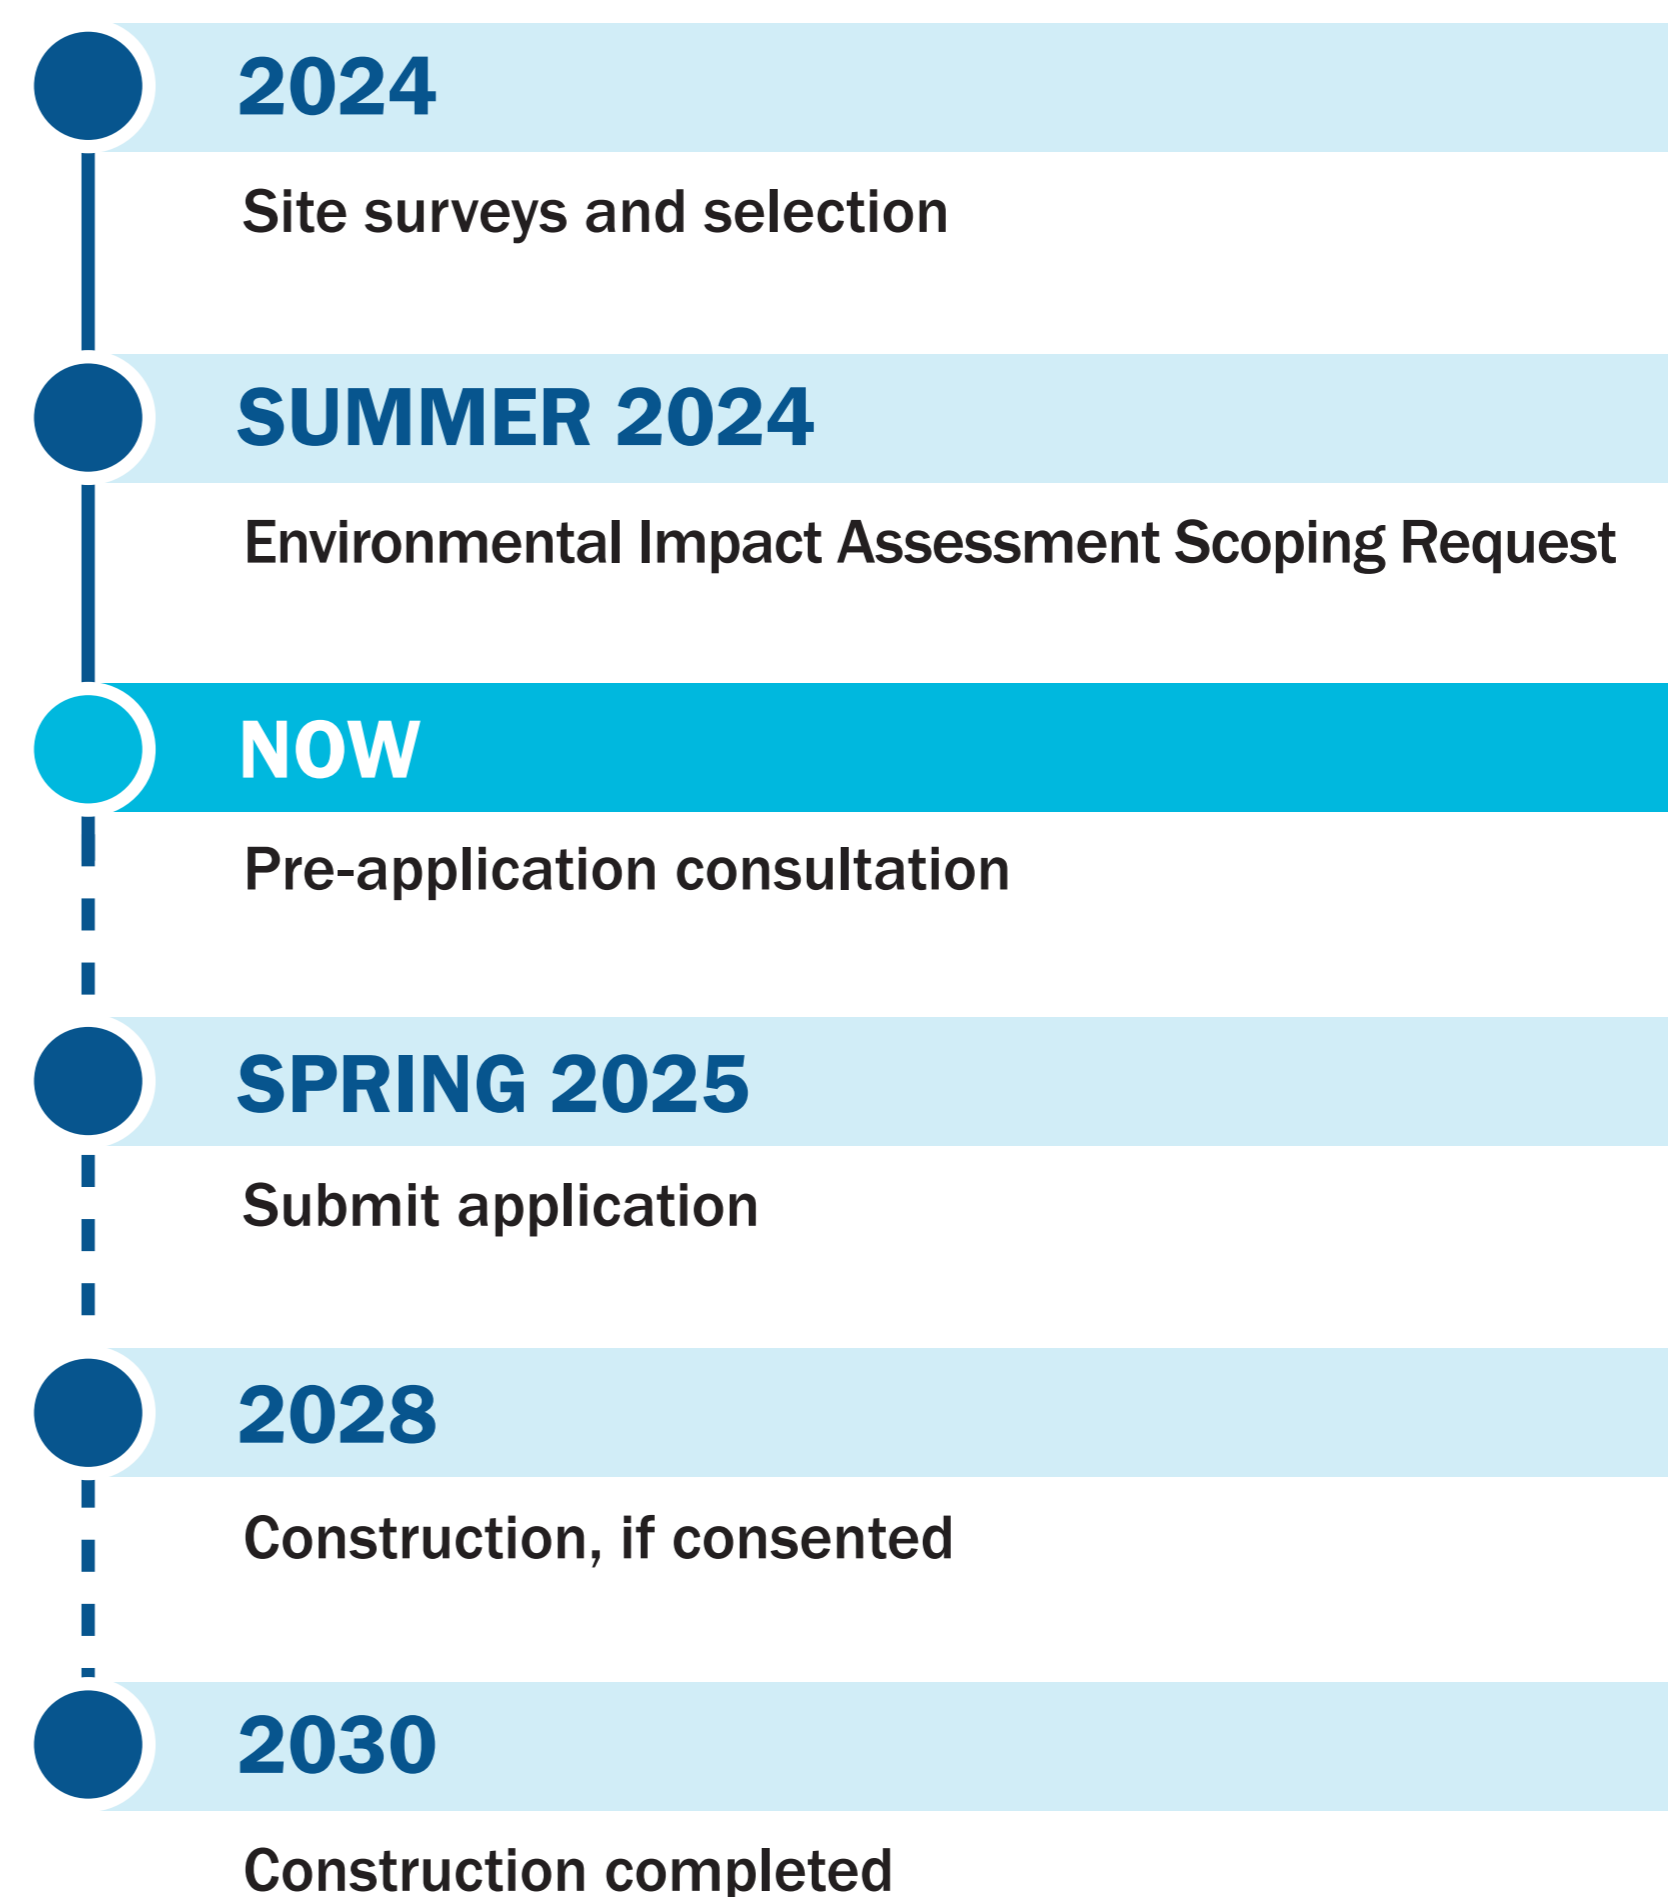 2024
Site surveys and selection
SUMMER 2024
Environmental Impact Assessment Scoping Request
NOW
Pre-application consultation
SPRING 2025
Submit application
2028
Construction, if consented
2030
Construction completed